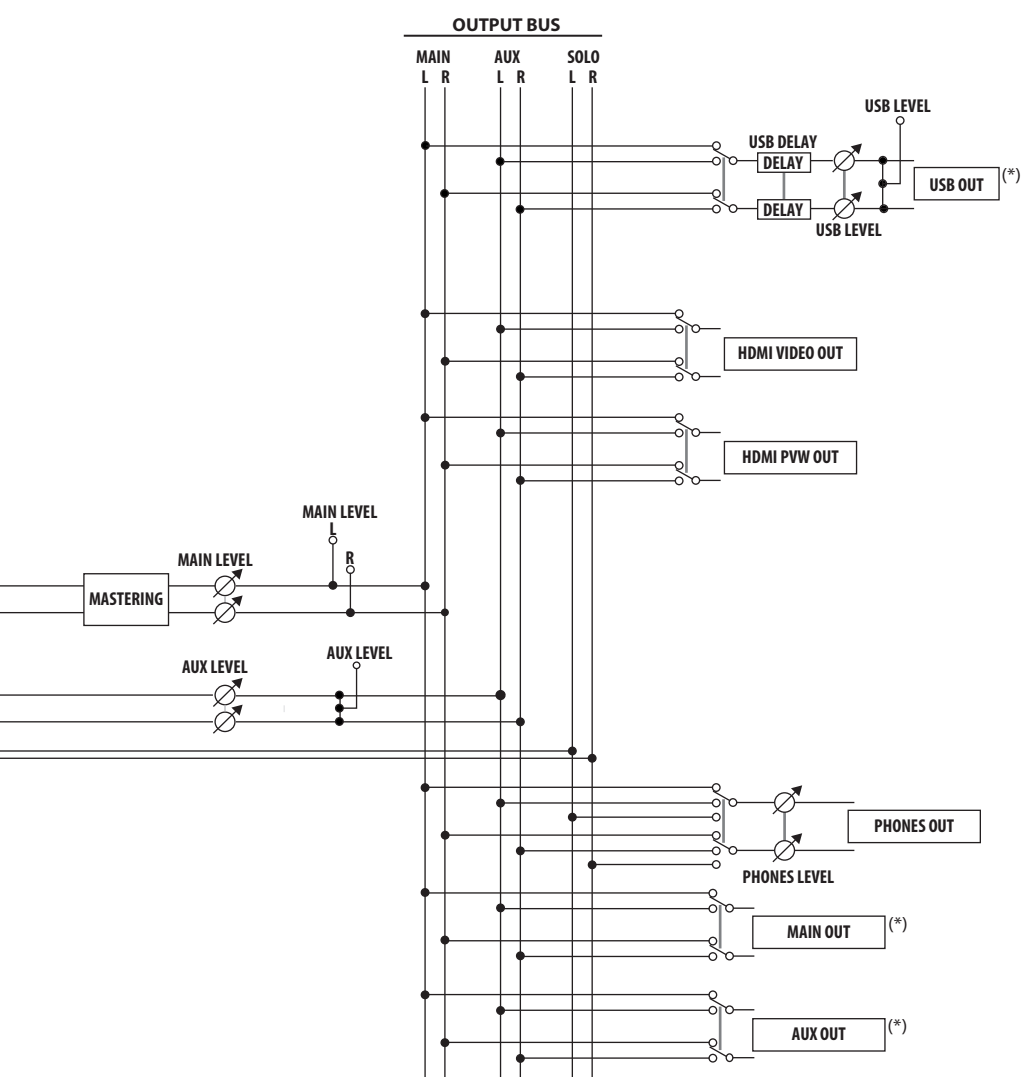 OUTPUT BUS
MAIN AUX SOLO
L R L R L R
USB LEVEL
USB DELAY
DELAY
USB OUT (*)
DELAY
USB LEVEL
HDMI VIDEO OUT
HDMI PVW OUT
MAIN LEVEL
L
R
MAIN LEVEL
MASTERING
AUX LEVEL
AUX LEVEL
PHONES OUT
PHONES LEVEL
MAIN OUT (*)
AUX OUT (*)